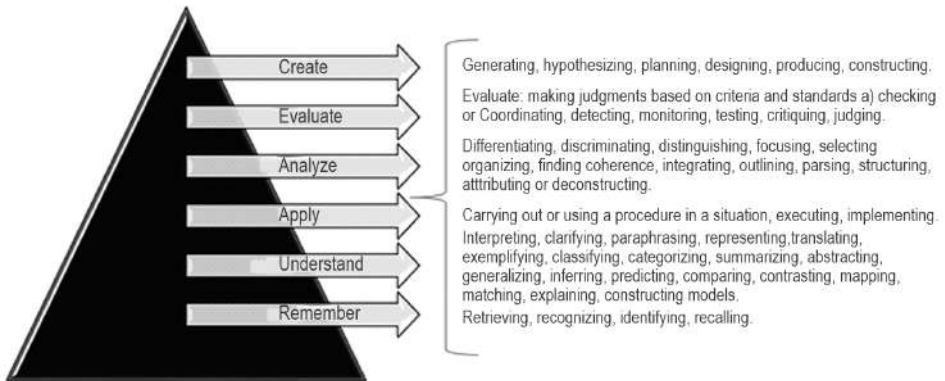 Create
Generating, hypothesizing, planning, designing, producing, constructing.
Evaluate
Evaluate: making judgments based on criteria and standards a) checking
or Coordinating, detecting, monitoring, testing, critiquing, judging.
Analyze
Differentiating, discriminating, distinguishing, focusing, selecting
organizing, finding coherence, integrating, outlining, parsing, structuring,
atttributing or deconstructing.
Apply
Carrying out or using a procedure in a situation, executing, implementing.
Understand
Interpreting, clarifying, paraphrasing, representing,translating,
exemplifying, classifying, categorizing, summarizing, abstracting,
generalizing, inferring, predicting, comparing, contrasting, mapping,
matching, explaining, constructing models.
Remember
Retrieving, recognizing, identifying, recalling.